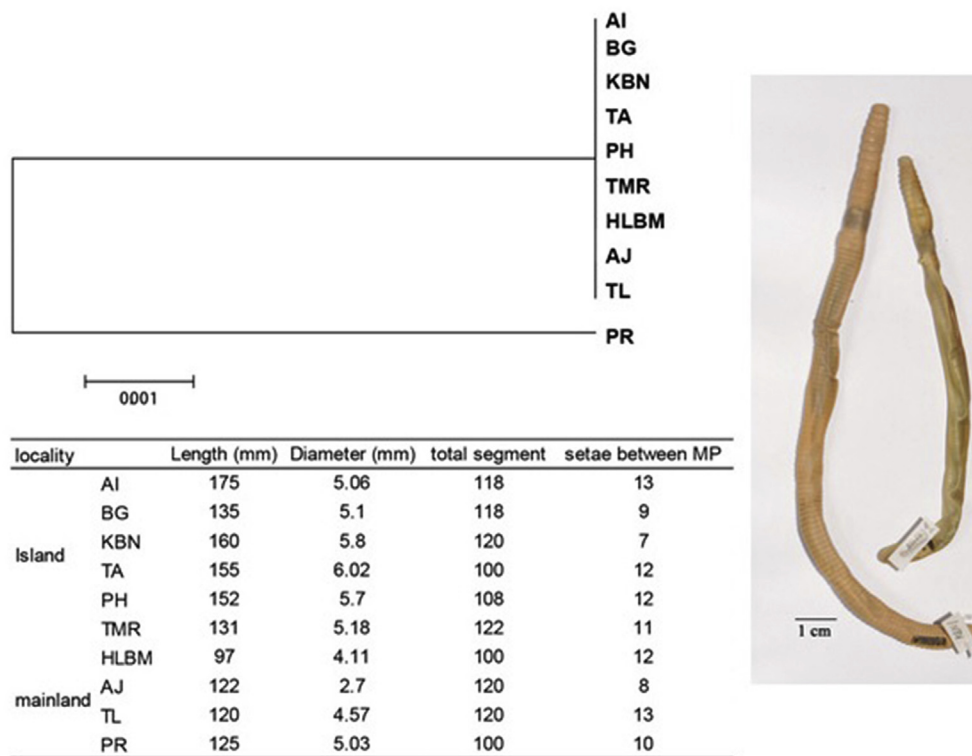 AI
BG
KBN
TA
PH
TMR
HLBM
AJ
TL
PR
0001
locality Length (mm) Diameter (mm) total segment setae between MP
AI 175 5.06 118 13
BG 135 5.1 118 9
Island KBN 160 5.8 120 7
TA 155 6.02 100 12
PH 152 5.7 108 12
TMR 131 5.18 122 11
HLBM 97 4.11 100 12
mainland AJ 122 2.7 120 8
TL 120 4.57 120 13
PR 125 5.03 100 10
1 cm